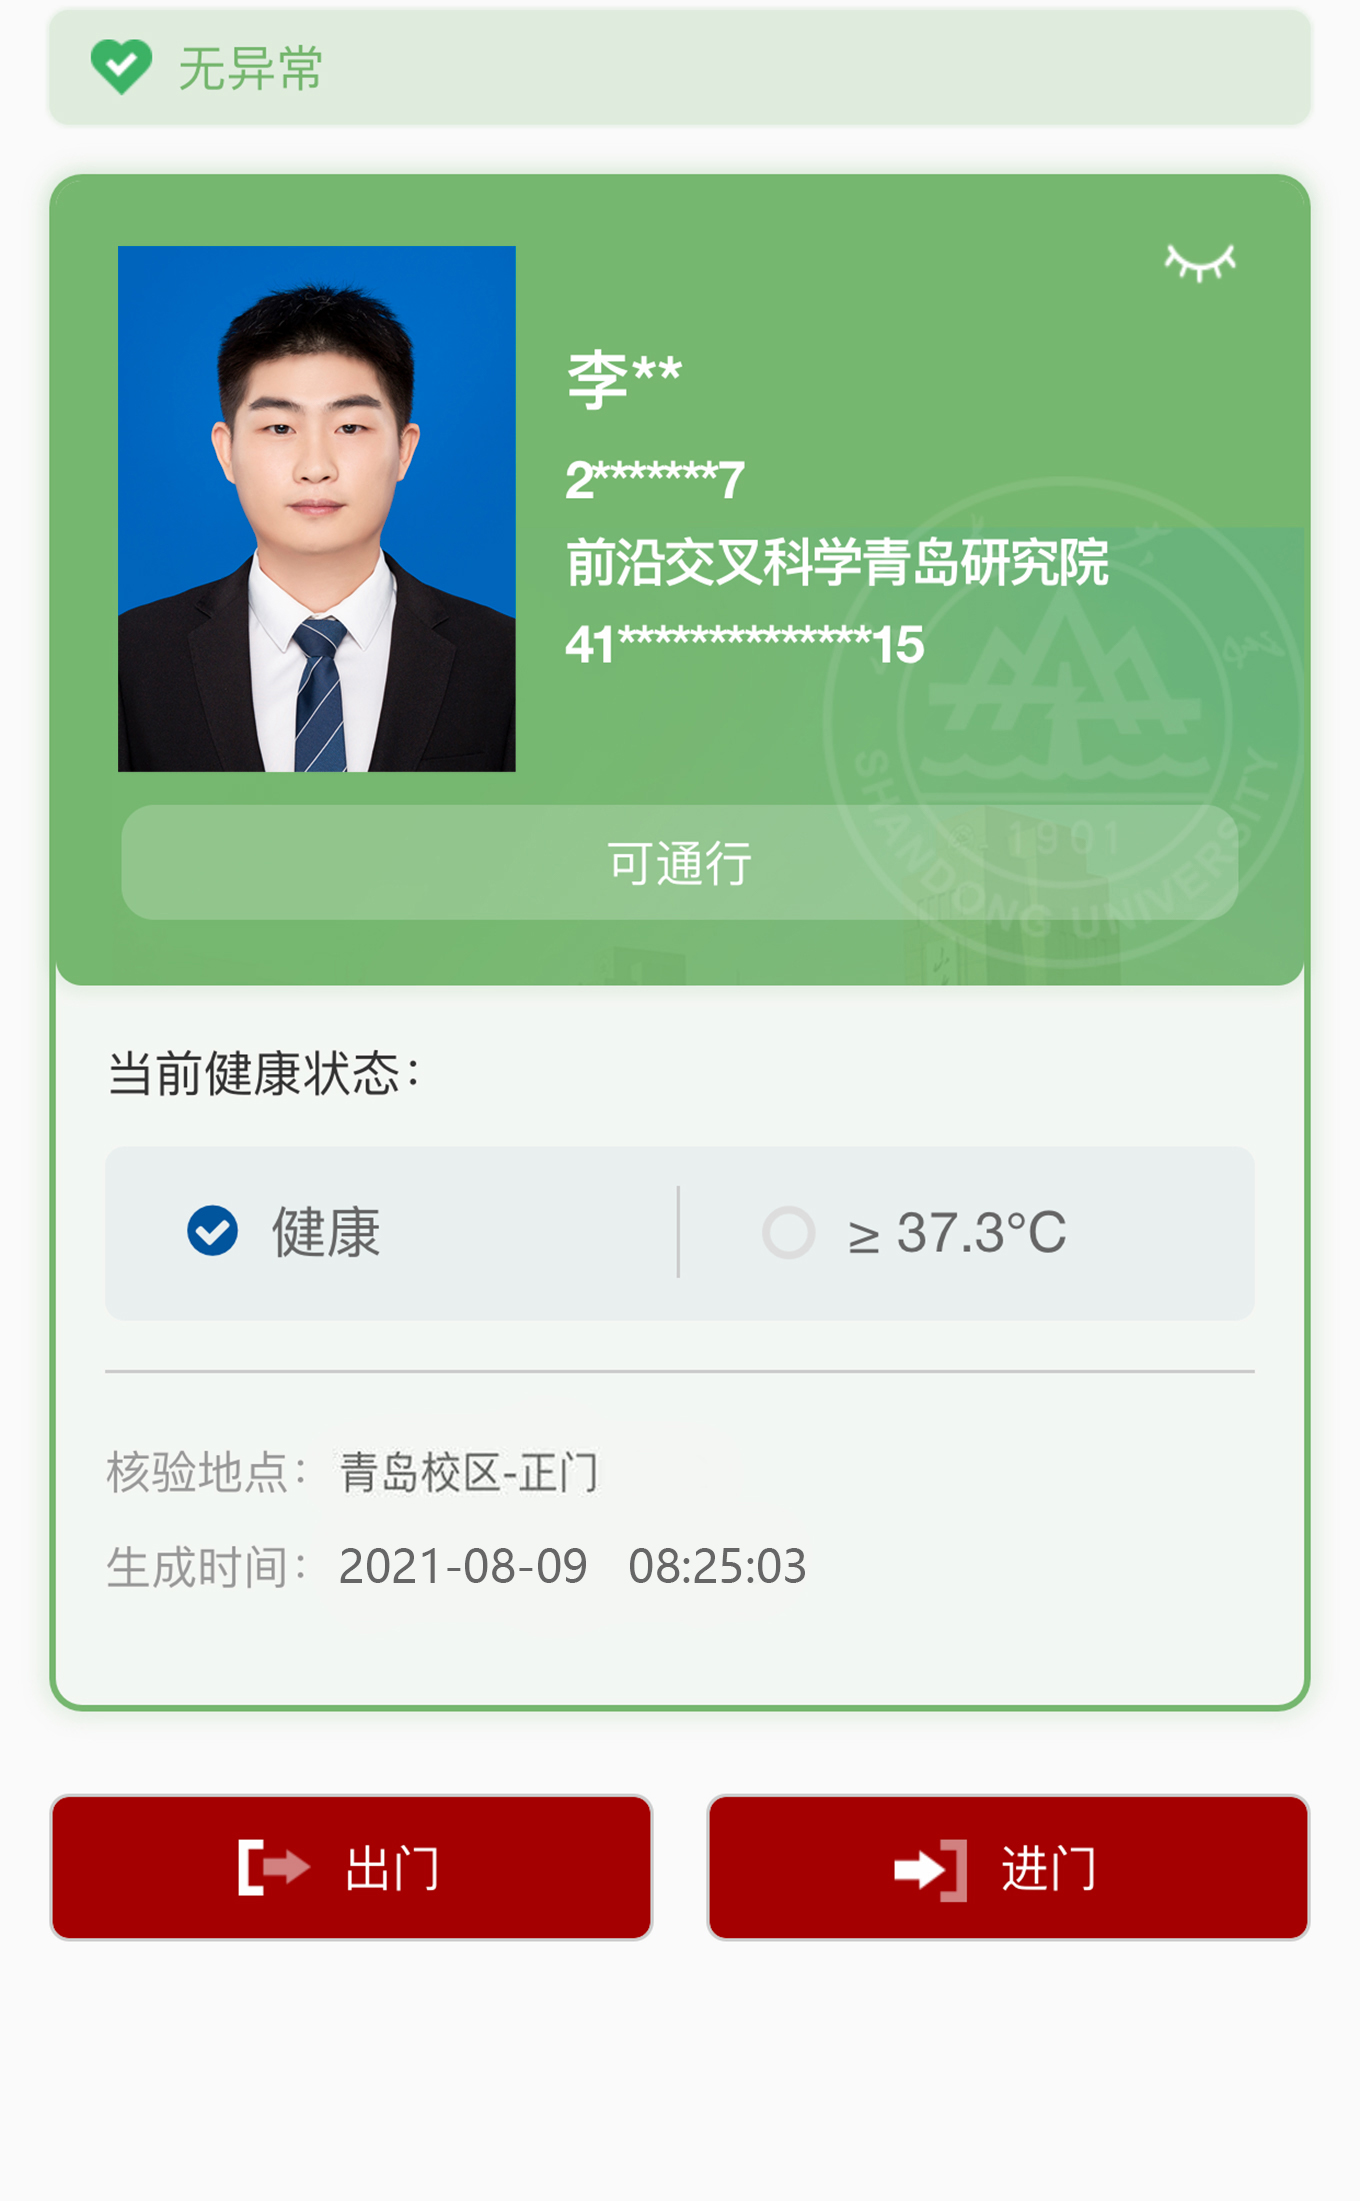 无异常
李**
2*******7
前沿交叉科学青岛研究院
41**************15
1901
SHANDONG UNIVERSITY
可通行
当前健康状态：
健康
≥ 37.3°C
核验地点： 青岛校区-正门
生成时间： 2021-08-09 08:25:03
出门
进门